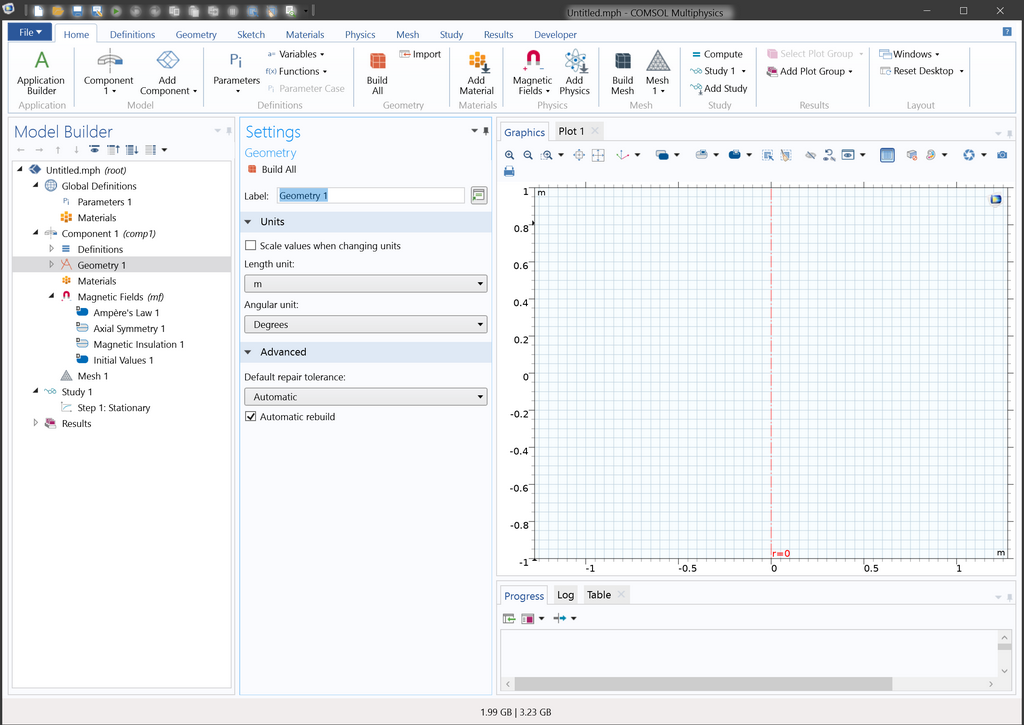 Untitled.mph - COMSOL Multiphysics
File Home Definitions Geometry Sketch Materials Physics Mesh Study Results Developer
Application Builder
Component 1
Add Component
Parameters
a= Variables
f(x) Functions
Pi Parameter Case
Build All
Import
Add Material
Magnetic Fields
Add Physics
Build Mesh
Mesh 1
Compute
Study 1
Add Study
Select Plot Group
Add Plot Group
Windows
Reset Desktop
Application Model Definitions Geometry Materials Physics Mesh Study Results Layout
Model Builder
Untitled.mph (root)
Global Definitions
Pi Parameters 1
Materials
Component 1 (comp1)
Definitions
Geometry 1
Materials
Magnetic Fields (mf)
Ampère's Law 1
Axial Symmetry 1
Magnetic Insulation 1
Initial Values 1
Mesh 1
Study 1
Step 1: Stationary
Results
Settings
Geometry
Build All
Label: Geometry 1
Units
Scale values when changing units
Length unit:
m
Angular unit:
Degrees
Advanced
Default repair tolerance:
Automatic
Automatic rebuild
Graphics Plot 1
1 m
0.8
0.6
0.4
0.2
0
-0.2
-0.4
-0.6
-0.8
-1
r=0 m
-1 -0.5 0 0.5 1
Progress Log Table
1.99 GB | 3.23 GB